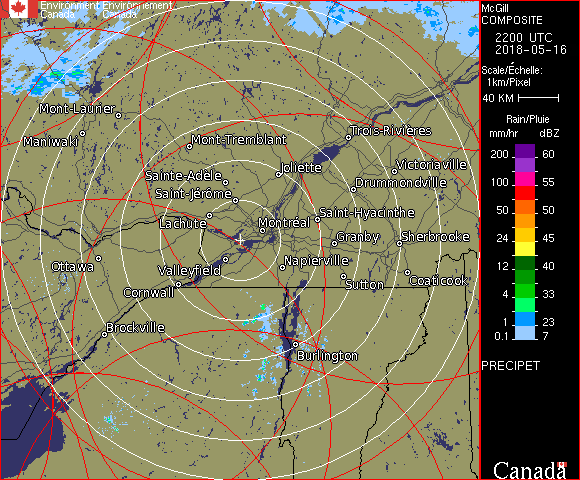 Environment Environnement
Canada Canada
McGill
COMPOSITE
2200 UTC
2018-05-16
Scale/Échelle:
1km/Pixel
40 KM
Rain/Pluie
mm/hr dBZ
200 60
157
100 55
50 50
24 45
12 40
4 33
1 23
0.1 7
PRECIPET
Canada
Mont-Laurier
Maniwaki
Mont-Tremblant
Trois-Rivières
Victoriaville
Joliette
Sainte-Adèle
Drummondville
Saint-Jérôme
Saint-Hyacinthe
Lachute
Montréal
Granby
Sherbrooke
Ottawa
Valleyfield
Napierville
Sutton
Coaticook
Cornwall
Brockville
Burlington